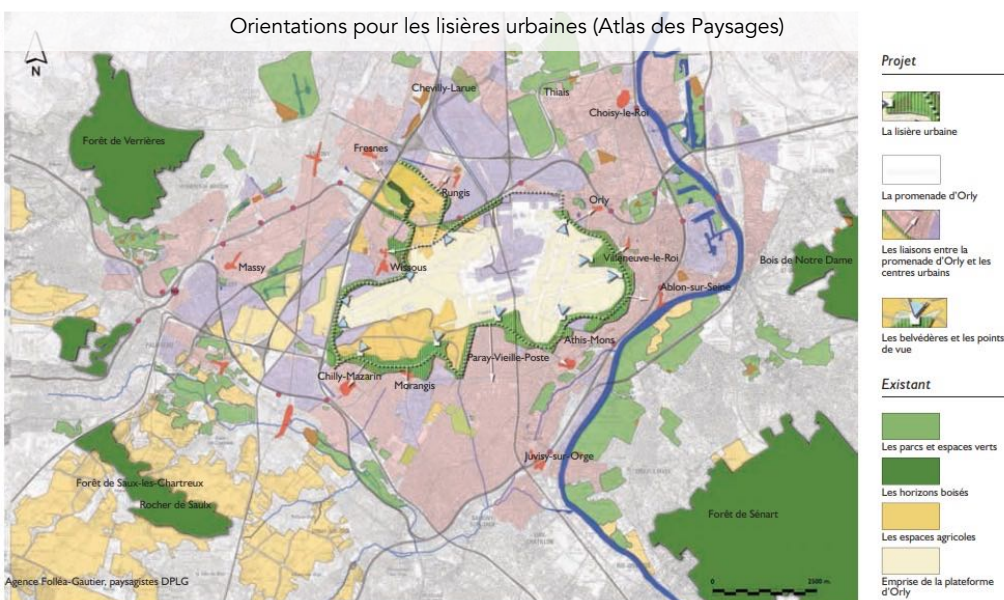 Orientations pour les lisières urbaines (Atlas des Paysages)
N
Chevilly-Larue
Thiais
Choisy-le-Roi
Forêt de Verrières
Fresnes
Rungis
Orly
Massy
Wissous
Villeneuve-le-Roi
Bois de Notre Dame
Ablon-sur-Seine
Athis-Mons
Paray-Vieille-Poste
Chilly-Mazarin
Morangis
Juvisy-sur-Orge
Forêt de Saux-les-Chartreux
Rocher de Saulx
Forêt de Sénart
Agence Folléa-Gautier, paysagistes DPLG
0
2500 m.
Projet
La lisière urbaine
La promenade d'Orly
Les liaisons entre la
promenade d'Orly et les
centres urbains
Les belvédères et les points
de vue
Existant
Les parcs et espaces verts
Les horizons boisés
Les espaces agricoles
Emprise de la plateforme
d'Orly